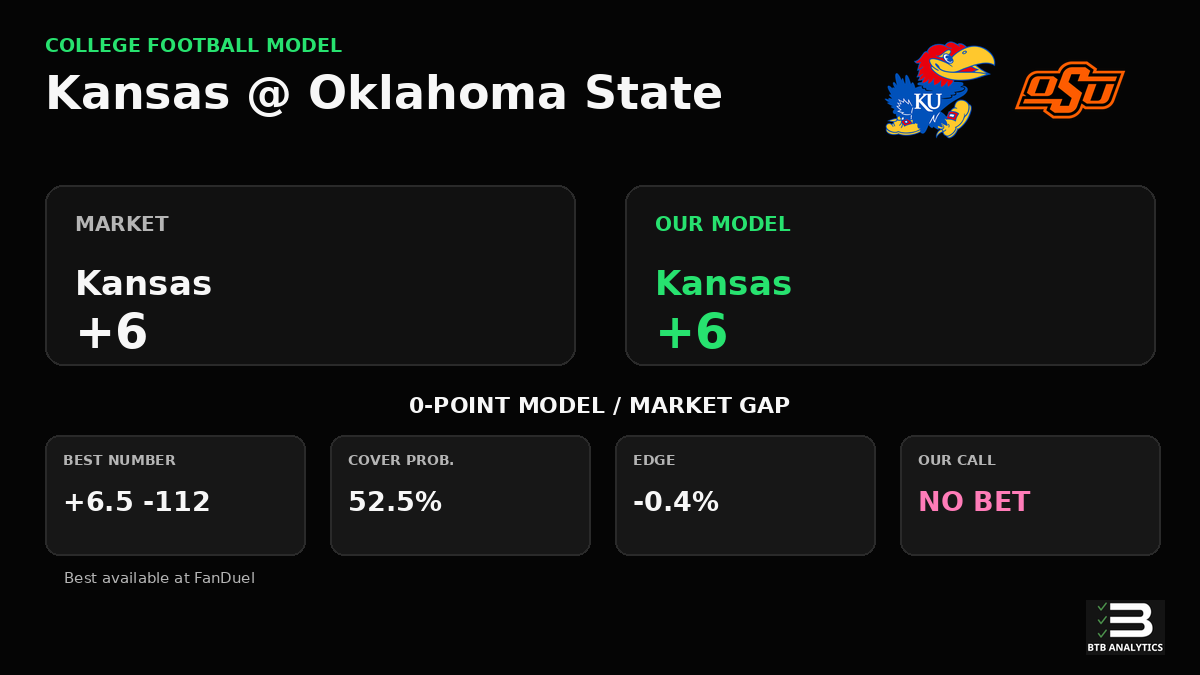 COLLEGE FOOTBALL MODEL
Kansas @ Oklahoma State
KU
OSU
MARKET
Kansas
+6
OUR MODEL
Kansas
+6
0-POINT MODEL / MARKET GAP
BEST NUMBER
+6.5 -112
COVER PROB.
52.5%
EDGE
-0.4%
OUR CALL
NO BET
Best available at FanDuel
B
BTB ANALYTICS